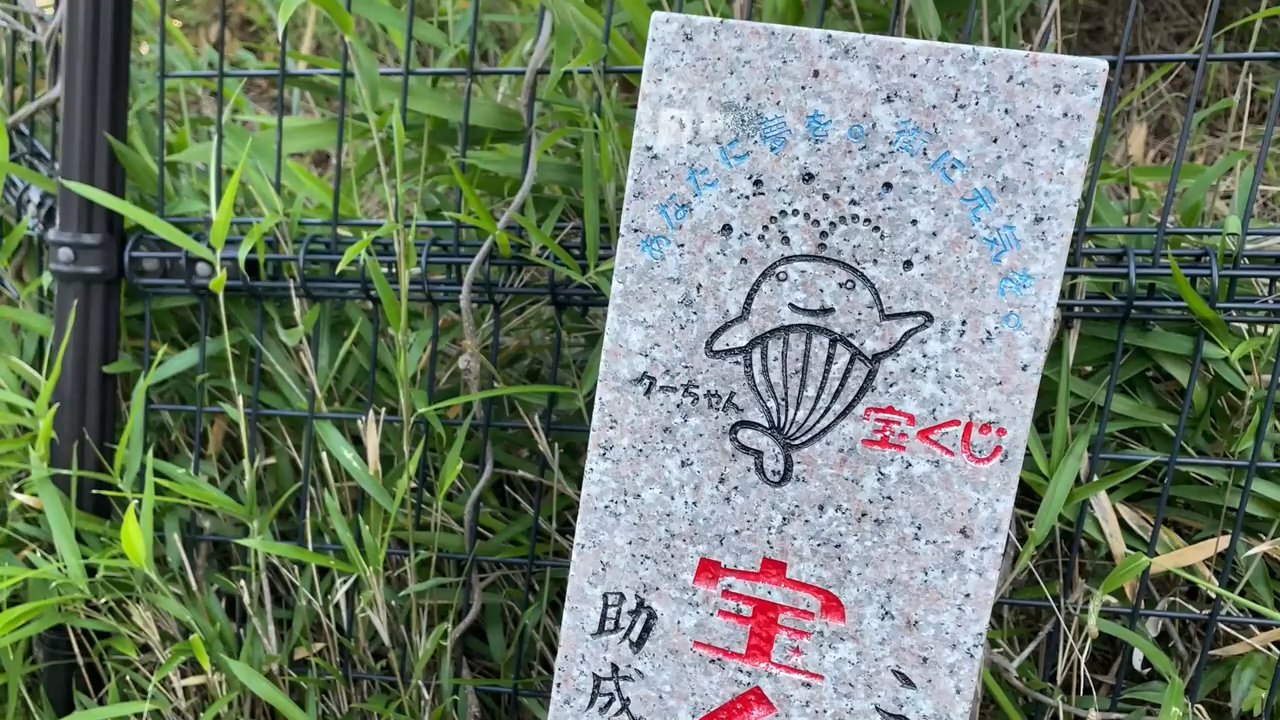 あなたに夢を。街に元気を。
クーちゃん
宝くじ
宝く
助成